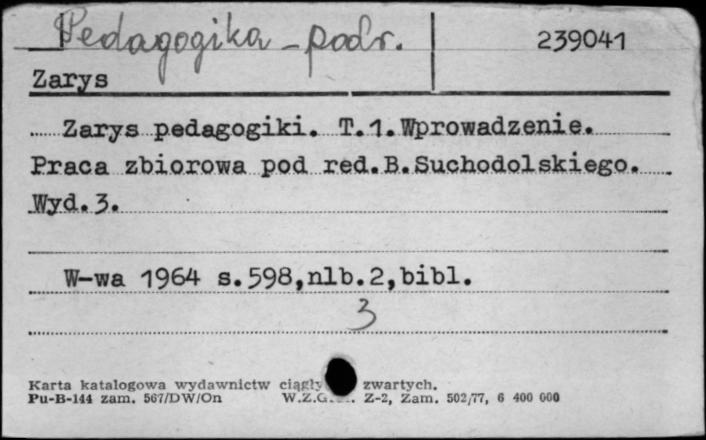 Pedagogika - podr.
239041
Zarys
Zarys pedagogiki. T.1.Wprowadzenie.
Praca zbiorowa pod red.B.Suchodolskiego.
Wyd.3.
W-wa 1964 s.598,nlb.2,bibl.
3
Karta katalogowa wydawnictw zwartych.
Pu-B-144 zam. 567/DW/On Z-2, Zam. 502/77, 6 400 000